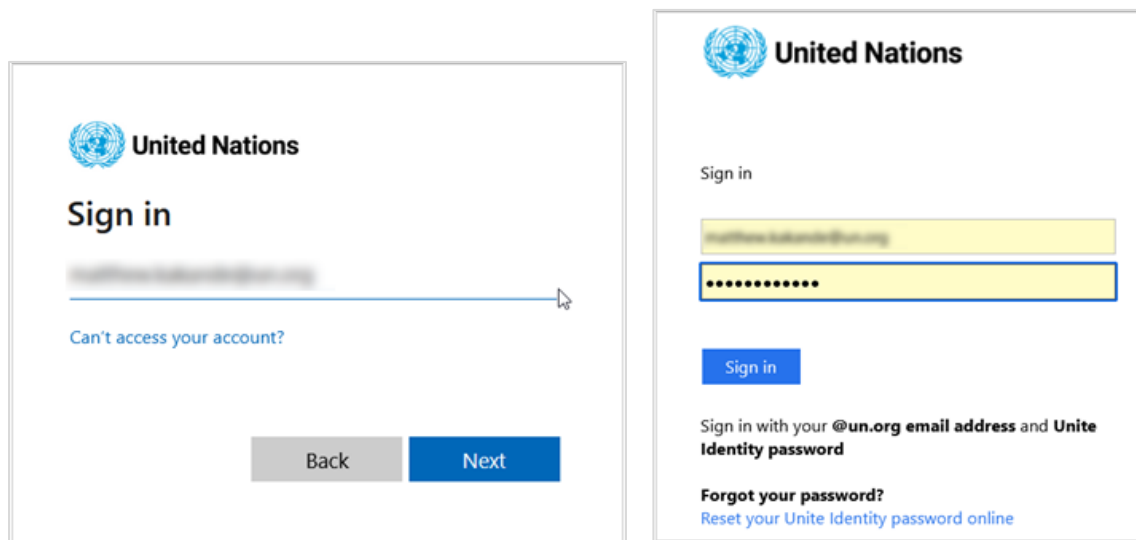 United Nations
Sign in
Can't access your account?
Back
Next
United Nations
Sign in
Sign in
Sign in with your @un.org email address and Unite
Identity password
Forgot your password?
Reset your Unite Identity password online